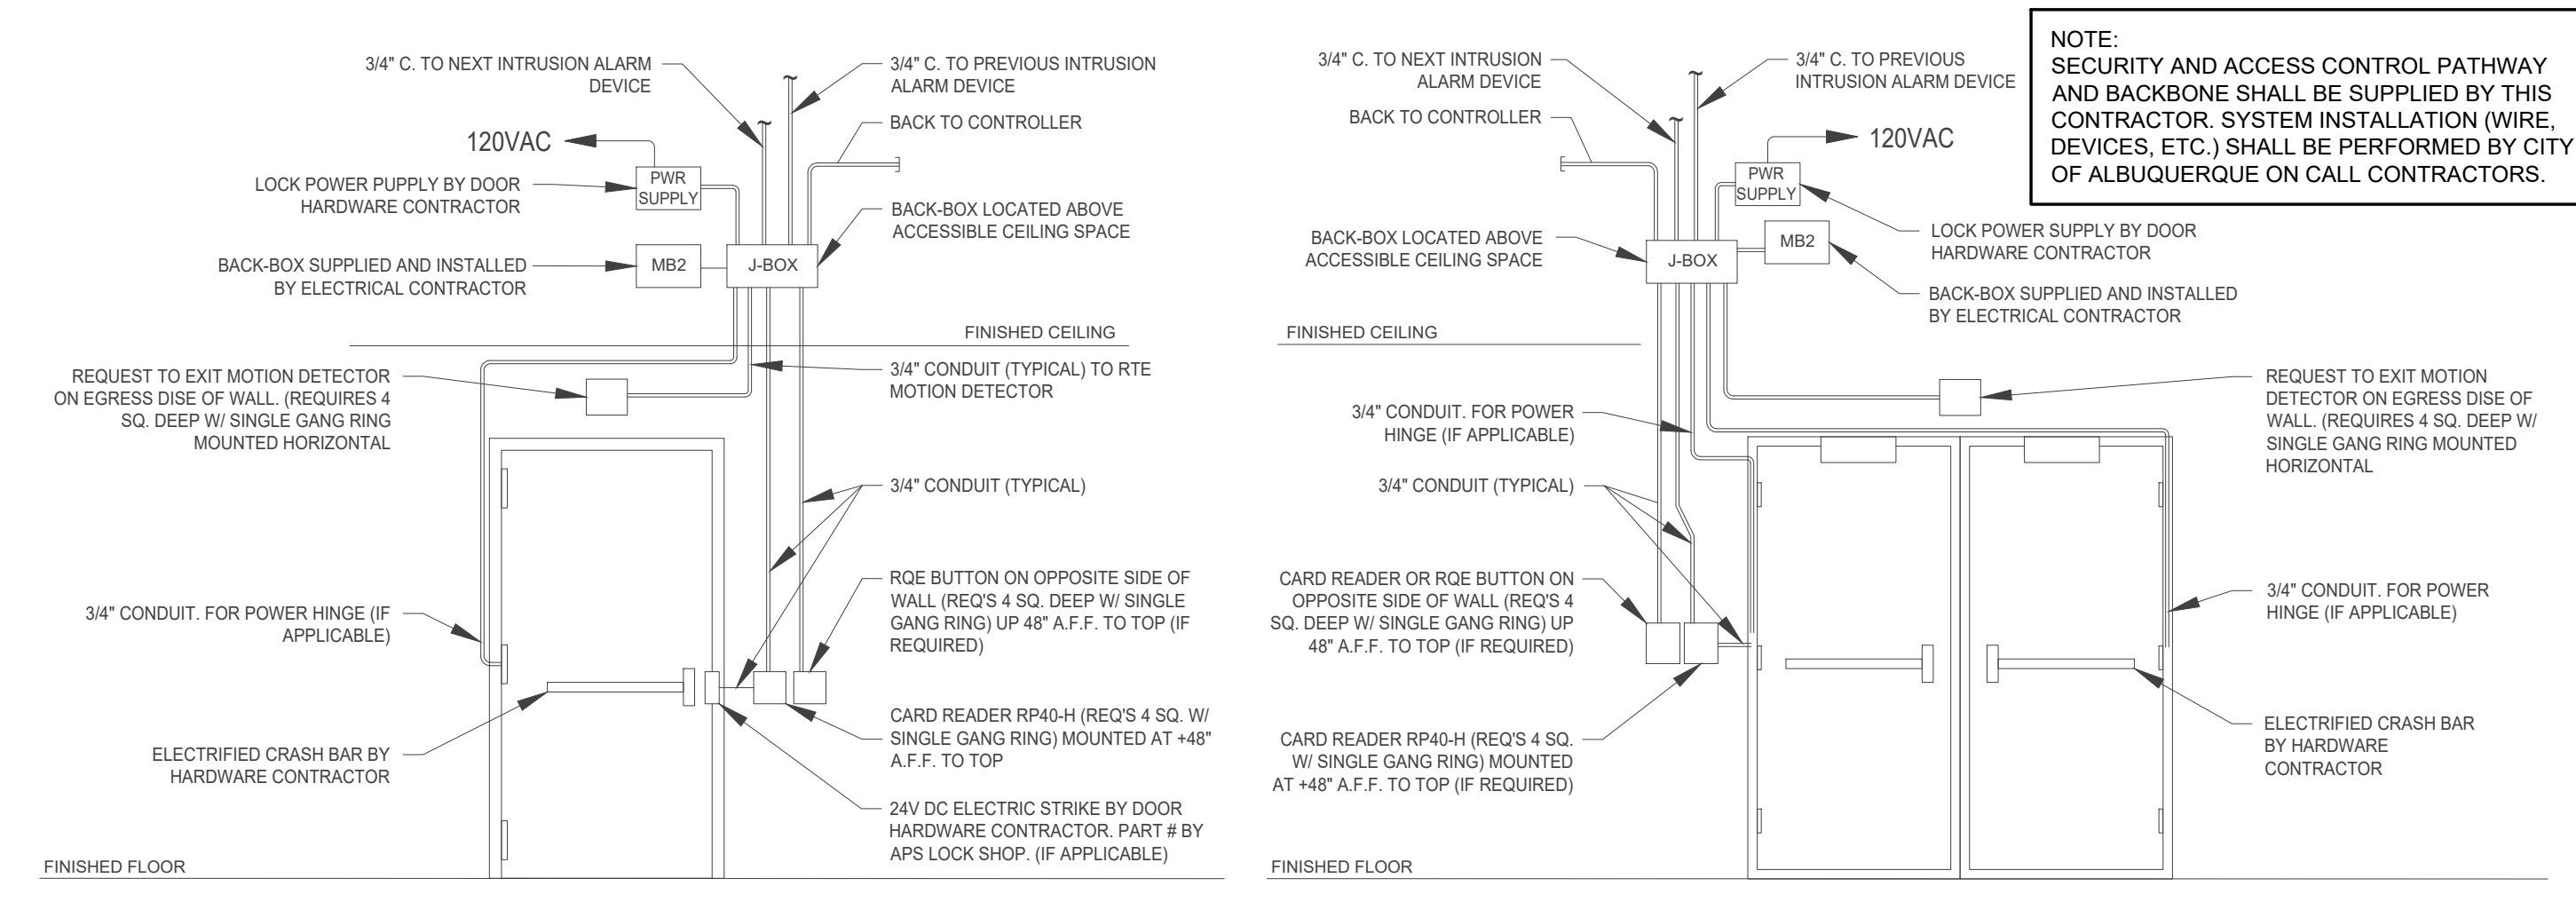 3/4" C. TO NEXT INTRUSION ALARM
DEVICE
3/4" C. TO PREVIOUS INTRUSION
ALARM DEVICE
BACK TO CONTROLLER
120VAC
PWR
SUPPLY
LOCK POWER PUPPLY BY DOOR
HARDWARE CONTRACTOR
BACK-BOX LOCATED ABOVE
ACCESSIBLE CEILING SPACE
BACK-BOX SUPPLIED AND INSTALLED
BY ELECTRICAL CONTRACTOR
MB2
J-BOX
FINISHED CEILING
REQUEST TO EXIT MOTION DETECTOR
ON EGRESS DISE OF WALL. (REQUIRES 4
SQ. DEEP W/ SINGLE GANG RING
MOUNTED HORIZONTAL
3/4" CONDUIT (TYPICAL) TO RTE
MOTION DETECTOR
3/4" CONDUIT (TYPICAL)
3/4" CONDUIT. FOR POWER HINGE (IF
APPLICABLE)
RQE BUTTON ON OPPOSITE SIDE OF
WALL (REQ'S 4 SQ. DEEP W/ SINGLE
GANG RING) UP 48" A.F.F. TO TOP (IF
REQUIRED)
ELECTRIFIED CRASH BAR BY
HARDWARE CONTRACTOR
CARD READER RP40-H (REQ'S 4 SQ. W/
SINGLE GANG RING) MOUNTED AT +48"
A.F.F. TO TOP
24V DC ELECTRIC STRIKE BY DOOR
HARDWARE CONTRACTOR. PART # BY
APS LOCK SHOP. (IF APPLICABLE)
FINISHED FLOOR
3/4" C. TO NEXT INTRUSION
ALARM DEVICE
3/4" C. TO PREVIOUS
INTRUSION ALARM DEVICE
BACK TO CONTROLLER
120VAC
PWR
SUPPLY
LOCK POWER SUPPLY BY DOOR
HARDWARE CONTRACTOR
BACK-BOX LOCATED ABOVE
ACCESSIBLE CEILING SPACE
J-BOX
MB2
BACK-BOX SUPPLIED AND INSTALLED
BY ELECTRICAL CONTRACTOR
FINISHED CEILING
3/4" CONDUIT. FOR POWER
HINGE (IF APPLICABLE)
REQUEST TO EXIT MOTION
DETECTOR ON EGRESS DISE OF
WALL. (REQUIRES 4 SQ. DEEP W/
SINGLE GANG RING MOUNTED
HORIZONTAL
3/4" CONDUIT (TYPICAL)
CARD READER OR RQE BUTTON ON
OPPOSITE SIDE OF WALL (REQ'S 4
SQ. DEEP W/ SINGLE GANG RING) UP
48" A.F.F. TO TOP (IF REQUIRED)
3/4" CONDUIT. FOR POWER
HINGE (IF APPLICABLE)
CARD READER RP40-H (REQ'S 4 SQ.
W/ SINGLE GANG RING) MOUNTED
AT +48" A.F.F. TO TOP (IF REQUIRED)
ELECTRIFIED CRASH BAR
BY HARDWARE
CONTRACTOR
FINISHED FLOOR
NOTE:
SECURITY AND ACCESS CONTROL PATHWAY
AND BACKBONE SHALL BE SUPPLIED BY THIS
CONTRACTOR. SYSTEM INSTALLATION (WIRE,
DEVICES, ETC.) SHALL BE PERFORMED BY CITY
OF ALBUQUERQUE ON CALL CONTRACTORS.